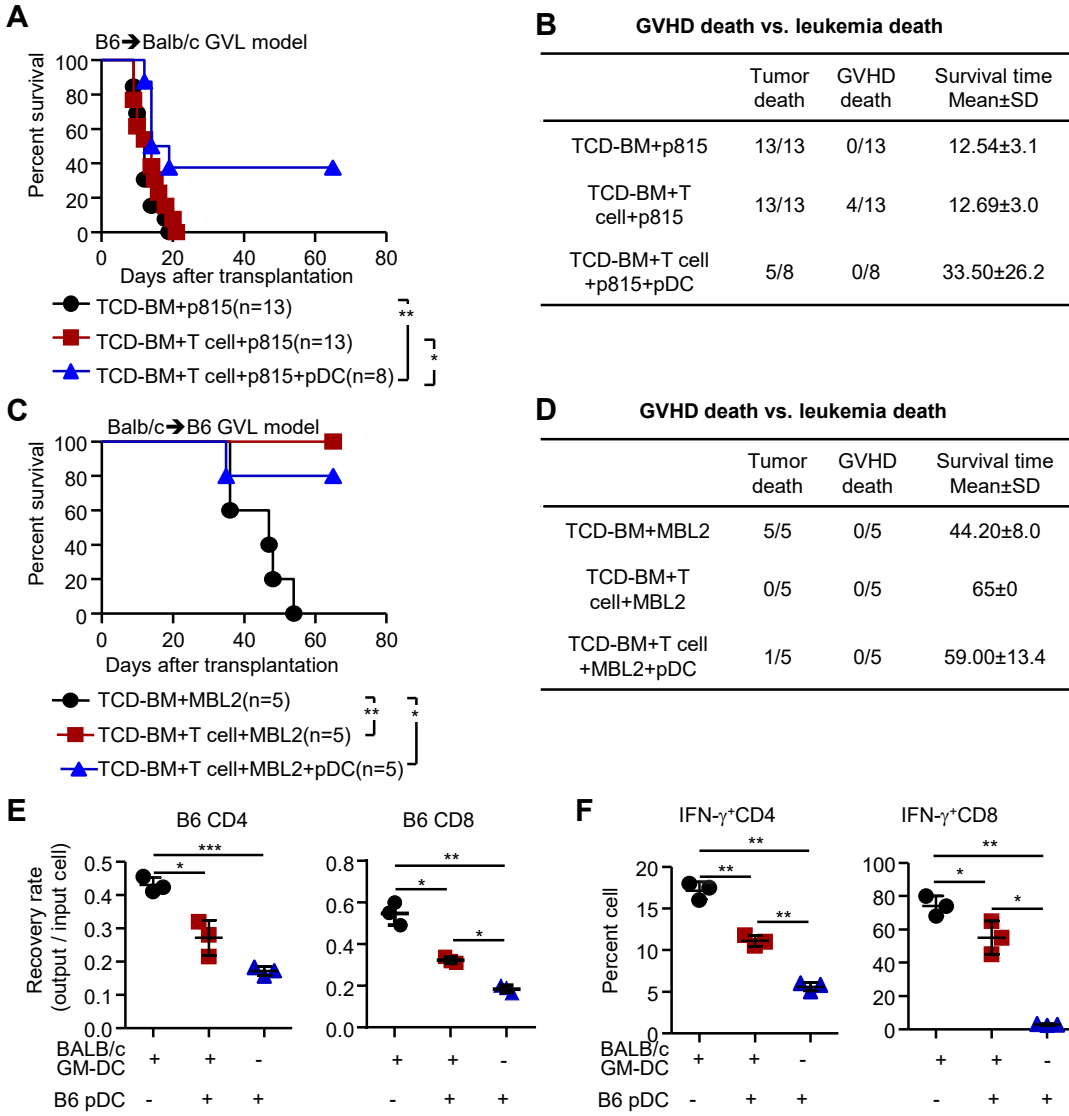 A
B6➔Balb/c GVL model
Percent survival
100
80
60
40
20
0
0 20 40 60 80
Days after transplantation
TCD-BM+p815(n=13)
TCD-BM+T cell+p815(n=13)
TCD-BM+T cell+p815+pDC(n=8)
**
*
B
GVHD death vs. leukemia death
Tumor death GVHD death Survival time Mean±SD
TCD-BM+p815 13/13 0/13 12.54±3.1
TCD-BM+T cell+p815 13/13 4/13 12.69±3.0
TCD-BM+T cell +p815+pDC 5/8 0/8 33.50±26.2
C
Balb/c➔B6 GVL model
Percent survival
100
80
60
40
20
0
0 20 40 60 80
Days after transplantation
TCD-BM+MBL2(n=5)
TCD-BM+T cell+MBL2(n=5)
TCD-BM+T cell+MBL2+pDC(n=5)
**
*
D
GVHD death vs. leukemia death
Tumor death GVHD death Survival time Mean±SD
TCD-BM+MBL2 5/5 0/5 44.20±8.0
TCD-BM+T cell+MBL2 0/5 0/5 65±0
TCD-BM+T cell +MBL2+pDC 1/5 0/5 59.00±13.4
E
B6 CD4
Recovery rate
(output / input cell)
0.5
0.4
0.3
0.2
0.1
0.0
***
*
B6 CD8
0.6
0.4
0.2
0.0
**
*
*
BALB/c GM-DC + + - + + -
B6 pDC - + + - + +
F
IFN-γ⁺CD4
Percent cell
20
15
10
5
0
**
**
**
IFN-γ⁺CD8
100
80
60
40
20
0
**
*
*
BALB/c GM-DC + + - + + -
B6 pDC - + + - + +